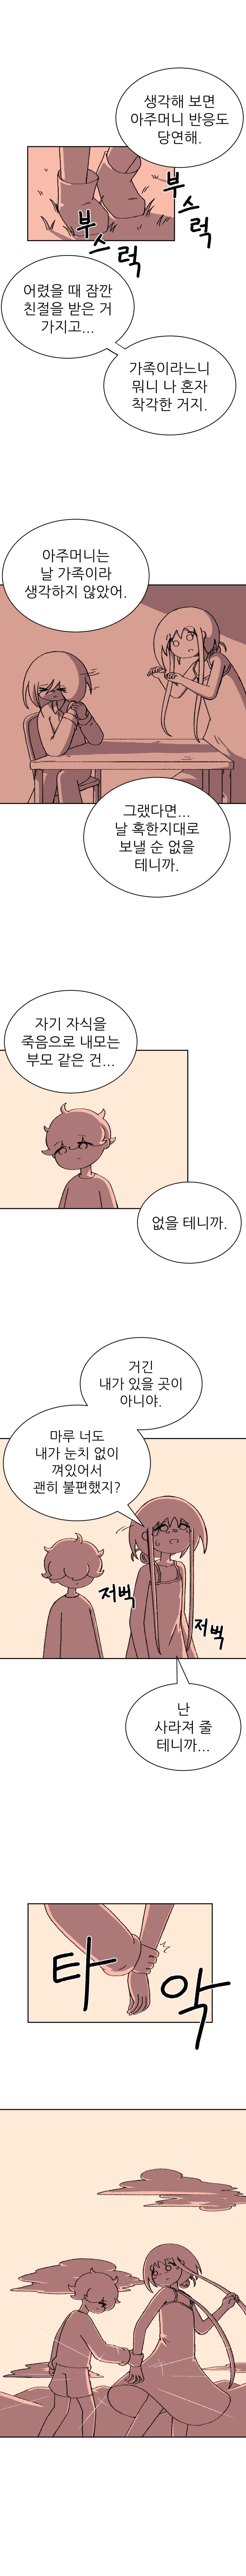 생각해 보면
아주머니 반응도
당연해.
부
스
럭
부
스
럭
어렸을 때 잠깐
친절을 받은 거
가지고...
가족이라느니
뭐니 나 혼자
착각한 거지.
아주머니는
날 가족이라
생각하지 않았어.
그랬다면...
날 혹한지대로
보낼 순 없을
테니까.
자기 자식을
죽음으로 내모는
부모 같은 건...
없을 테니까.
거긴
내가 있을 곳이
아니야.
마루 너도
내가 눈치 없이
껴있어서
괜히 불편했지?
저벅
저벅
난
사라져 줄
테니까...
타
악